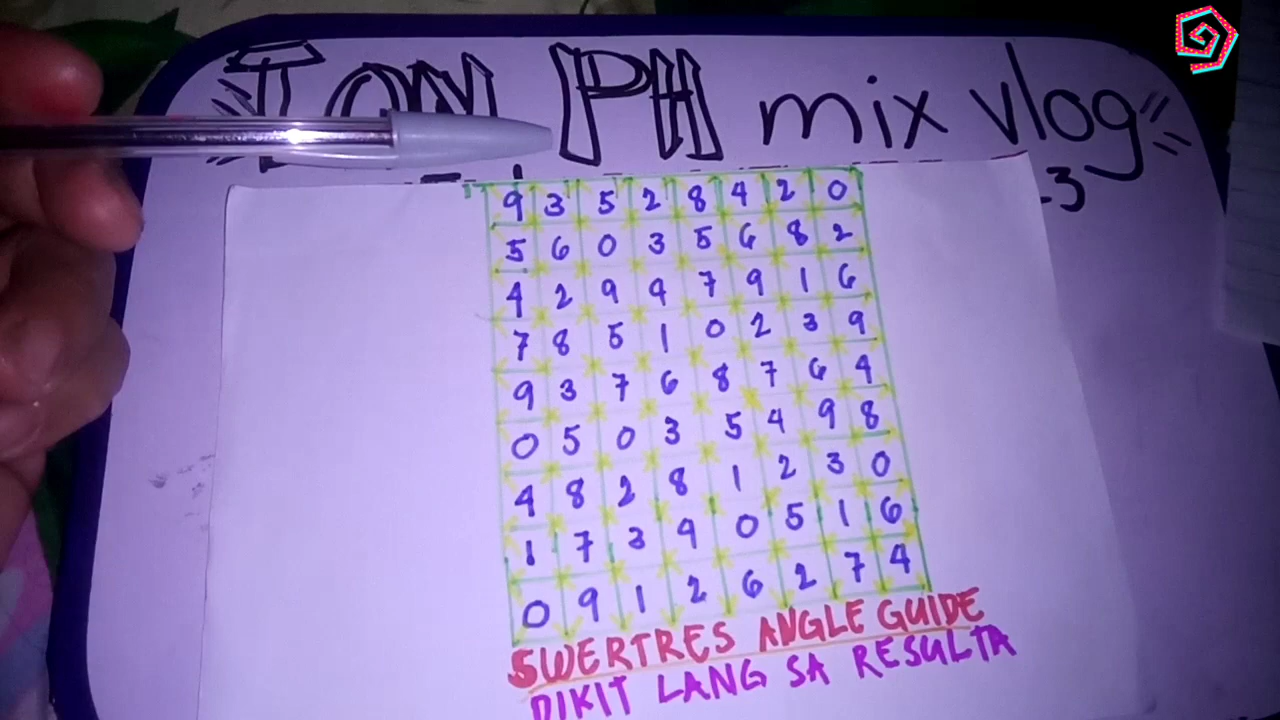 Ion PH mix vlog
-3
9 3 5 2 8 4 2 0
5 6 0 3 5 6 8 2
4 2 9 9 7 9 1 6
7 8 5 1 0 2 3 9
9 3 7 6 8 7 6 4
0 5 0 3 5 4 9 8
4 8 2 8 1 2 3 0
1 7 3 9 0 5 1 6
0 9 1 2 6 2 7 4
SWERTRES ANGLE GUIDE
DIKIT LANG SA RESULTA